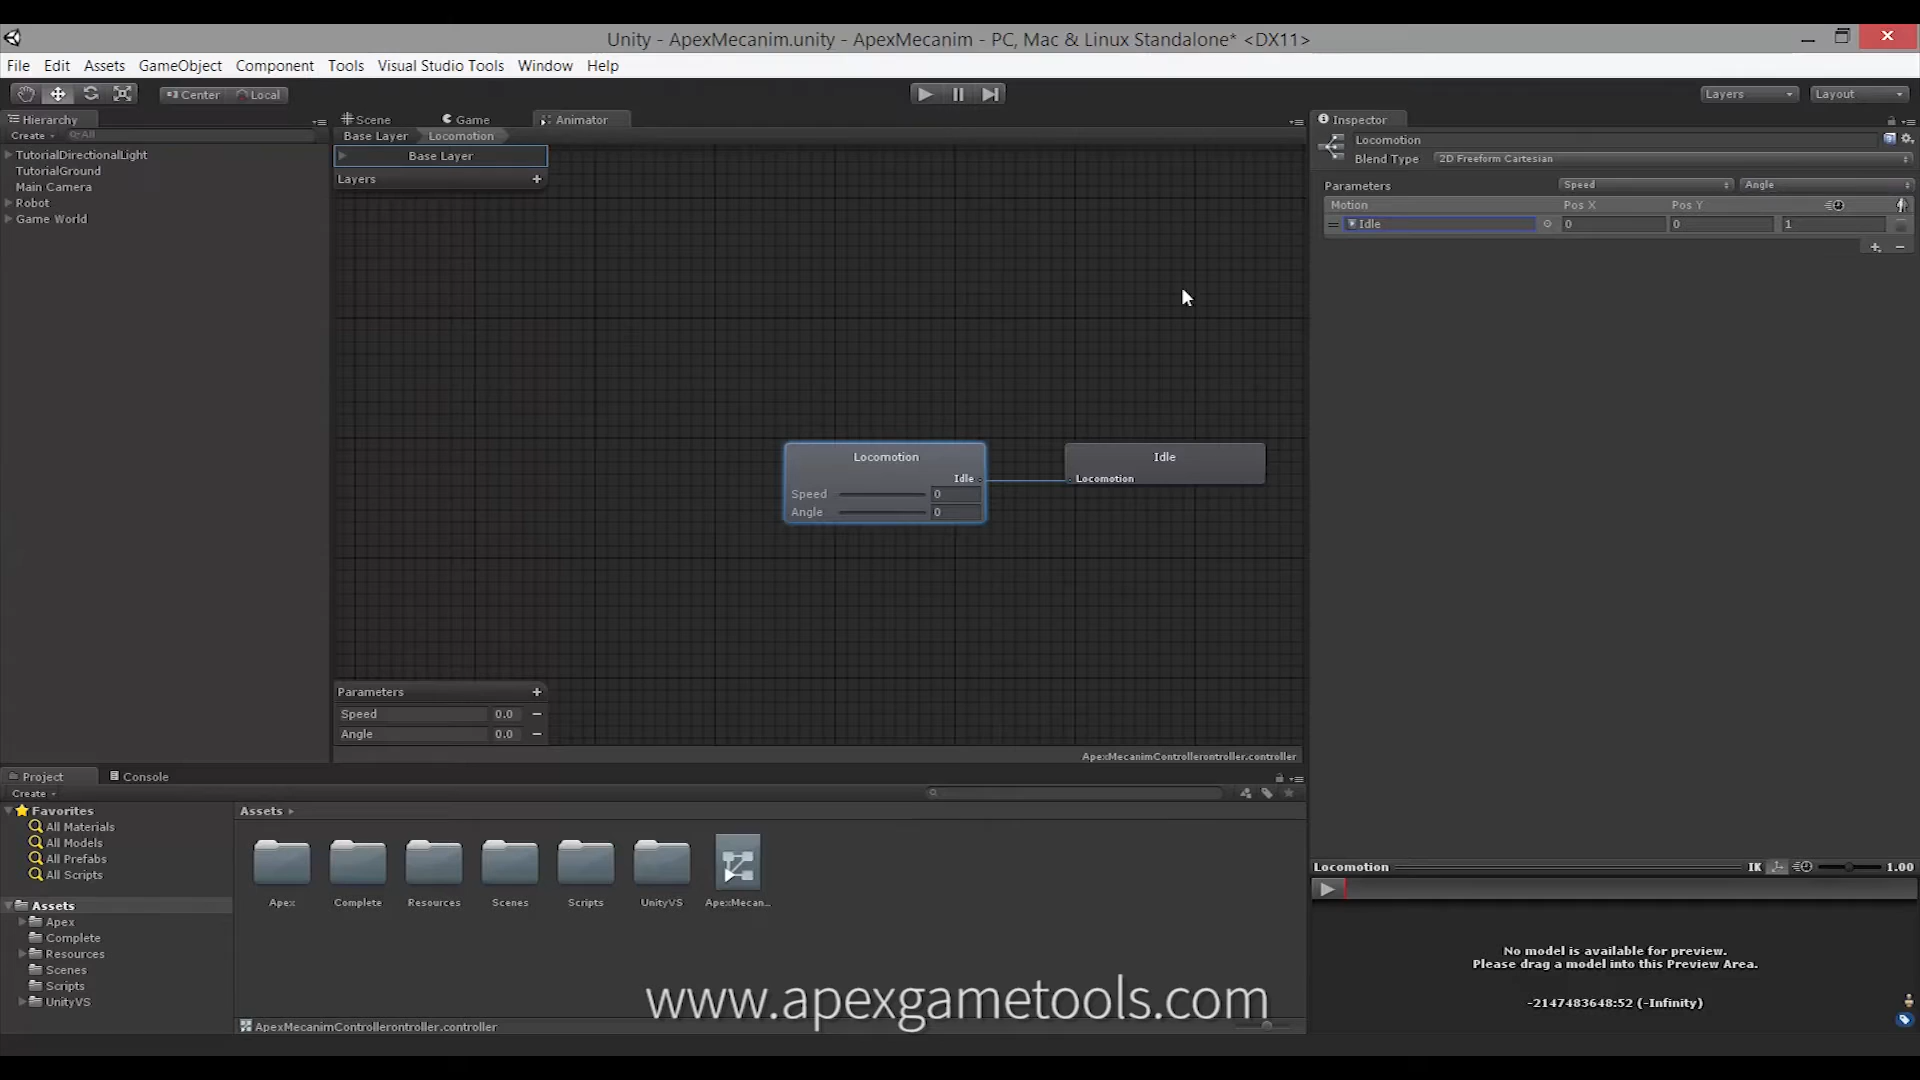 Unity - ApexMecanim.unity - ApexMecanim - PC, Mac & Linux Standalone* <DX11>
File Edit Assets GameObject Component Tools Visual Studio Tools Window Help
Center Local
Layers Layout
Hierarchy
Create All
TutorialDirectionalLight
TutorialGround
Main Camera
Robot
Game World
Scene Game Animator
Base Layer Locomotion
Base Layer
Layers
Locomotion
Idle
Speed 0
Angle 0
Idle
Locomotion
Parameters
Speed 0.0
Angle 0.0
ApexMecanimControllerontroller.controller
Inspector
Locomotion
Blend Type 2D Freeform Cartesian
Parameters Speed Angle
Motion Pos X Pos Y
Idle 0 0 1
Project Console
Create
Favorites
All Materials
All Models
All Prefabs
All Scripts
Assets
Apex
Complete
Resources
Scenes
Scripts
UnityVS
Assets
Apex Complete Resources Scenes Scripts UnityVS ApexMecan...
ApexMecanimControllerontroller.controller
www.apexgametools.com
Locomotion IK 1.00
No model is available for preview.
Please drag a model into this Preview Area.
-2147483648:52 (-Infinity)